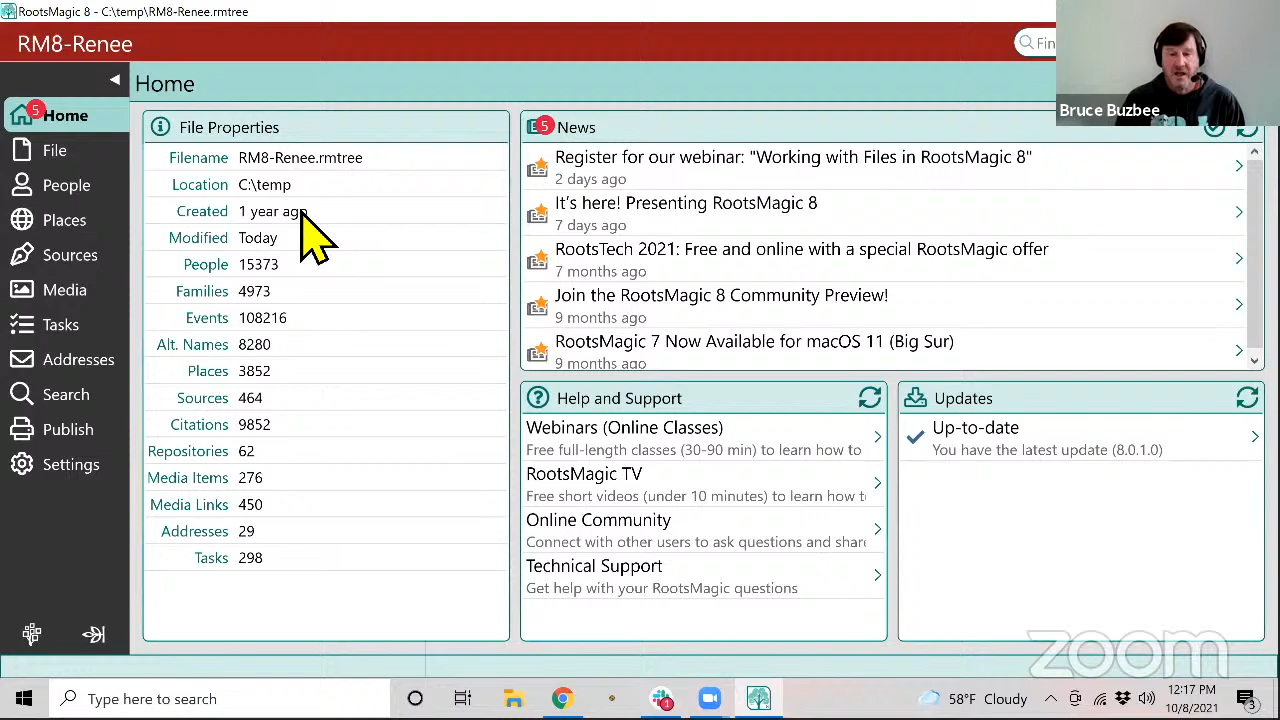 RootsMagic 8 - C:\temp\RM8-Renee.rmtree
RM8-Renee
Fin
Bruce Buzbee
Home
5
Home
File
People
Places
Sources
Media
Tasks
Addresses
Search
Publish
Settings
File Properties
Filename RM8-Renee.rmtree
Location C:\temp
Created 1 year ago
Modified Today
People 15373
Families 4973
Events 108216
Alt. Names 8280
Places 3852
Sources 464
Citations 9852
Repositories 62
Media Items 276
Media Links 450
Addresses 29
Tasks 298
5 News
Register for our webinar: "Working with Files in RootsMagic 8"
2 days ago
It's here! Presenting RootsMagic 8
7 days ago
RootsTech 2021: Free and online with a special RootsMagic offer
7 months ago
Join the RootsMagic 8 Community Preview!
9 months ago
RootsMagic 7 Now Available for macOS 11 (Big Sur)
9 months ago
Help and Support
Webinars (Online Classes)
Free full-length classes (30-90 min) to learn how to
RootsMagic TV
Free short videos (under 10 minutes) to learn how t
Online Community
Connect with other users to ask questions and share
Technical Support
Get help with your RootsMagic questions
Updates
Up-to-date
You have the latest update (8.0.1.0)
zoom
Type here to search
1
58°F Cloudy
12:17 PM
10/8/2021
3